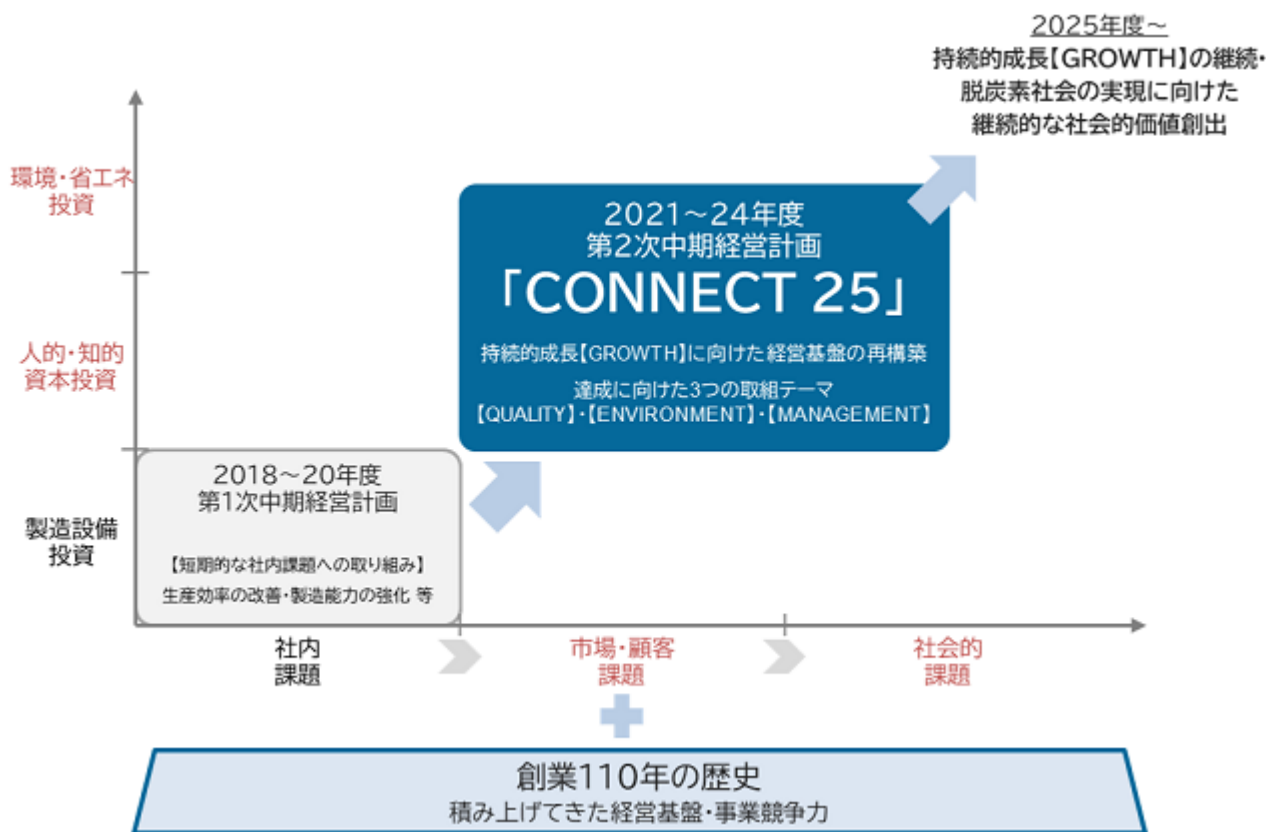 2025年度～
持続的成長【GROWTH】の継続・
脱炭素社会の実現に向けた
継続的な社会的価値創出
環境・省エネ
投資
2021～24年度
第2次中期経営計画
「CONNECT 25」
持続的成長【GROWTH】に向けた経営基盤の再構築
達成に向けた3つの取組テーマ
【QUALITY】・【ENVIRONMENT】・【MANAGEMENT】
人的・知的
資本投資
2018～20年度
第1次中期経営計画
【短期的な社内課題への取り組み】
生産効率の改善・製造能力の強化 等
製造設備
投資
社内
課題
市場・顧客
課題
社会的
課題
創業110年の歴史
積み上げてきた経営基盤・事業競争力